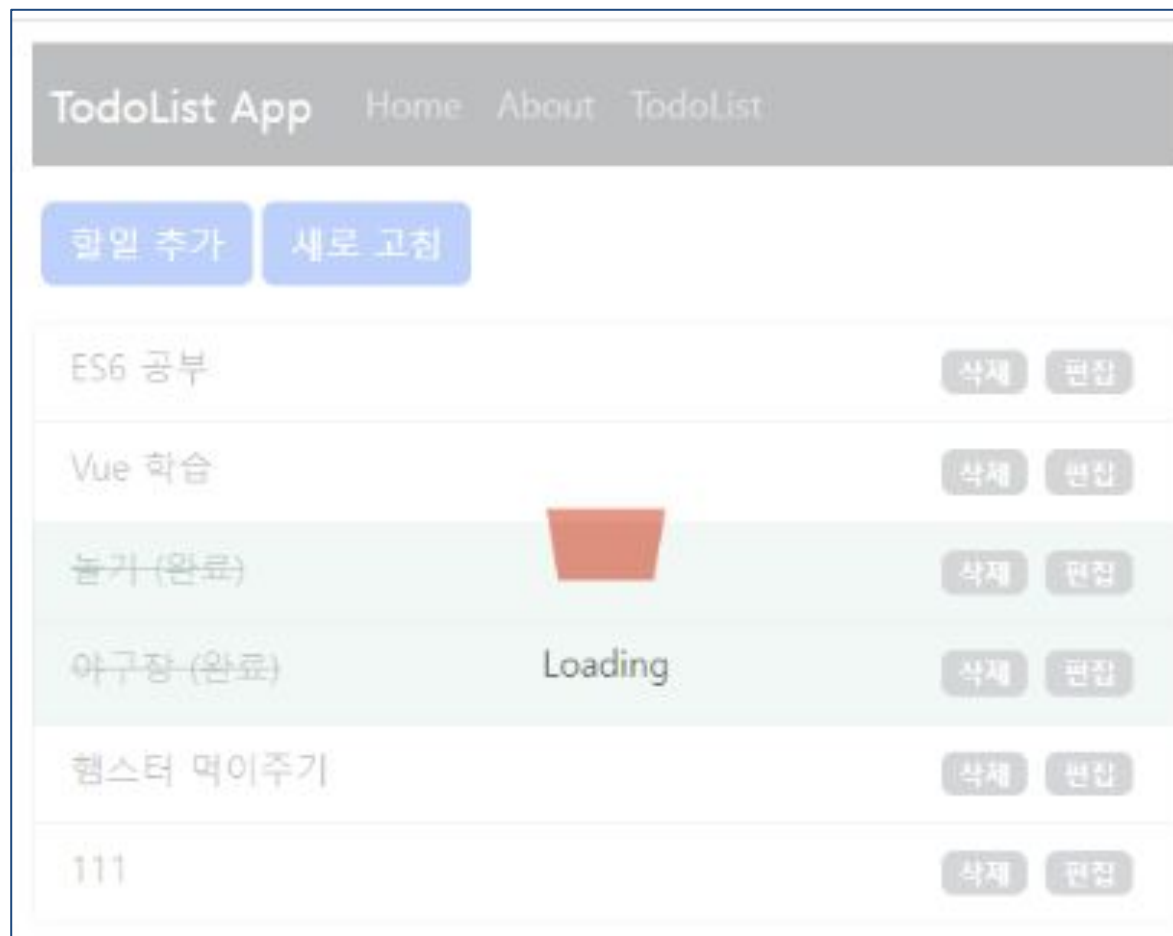 TodoList App Home About TodoList
할일 추가 새로 고침
ES6 공부 삭제 편집
Vue 학습 삭제 편집
놀기 (완료) 삭제 편집
야구장 (완료) Loading 삭제 편집
햄스터 먹이주기 삭제 편집
111 삭제 편집